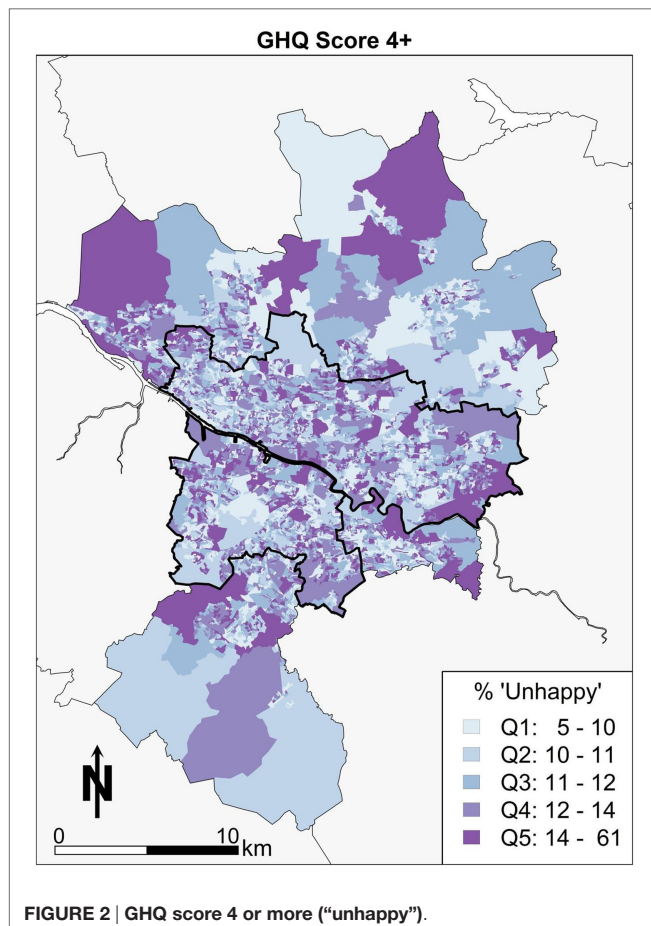 GHQ Score 4+
% 'Unhappy'
Q1: 5 - 10
Q2: 10 - 11
Q3: 11 - 12
Q4: 12 - 14
Q5: 14 - 61
N
0 10
km
FIGURE 2 | GHQ score 4 or more (“unhappy”).